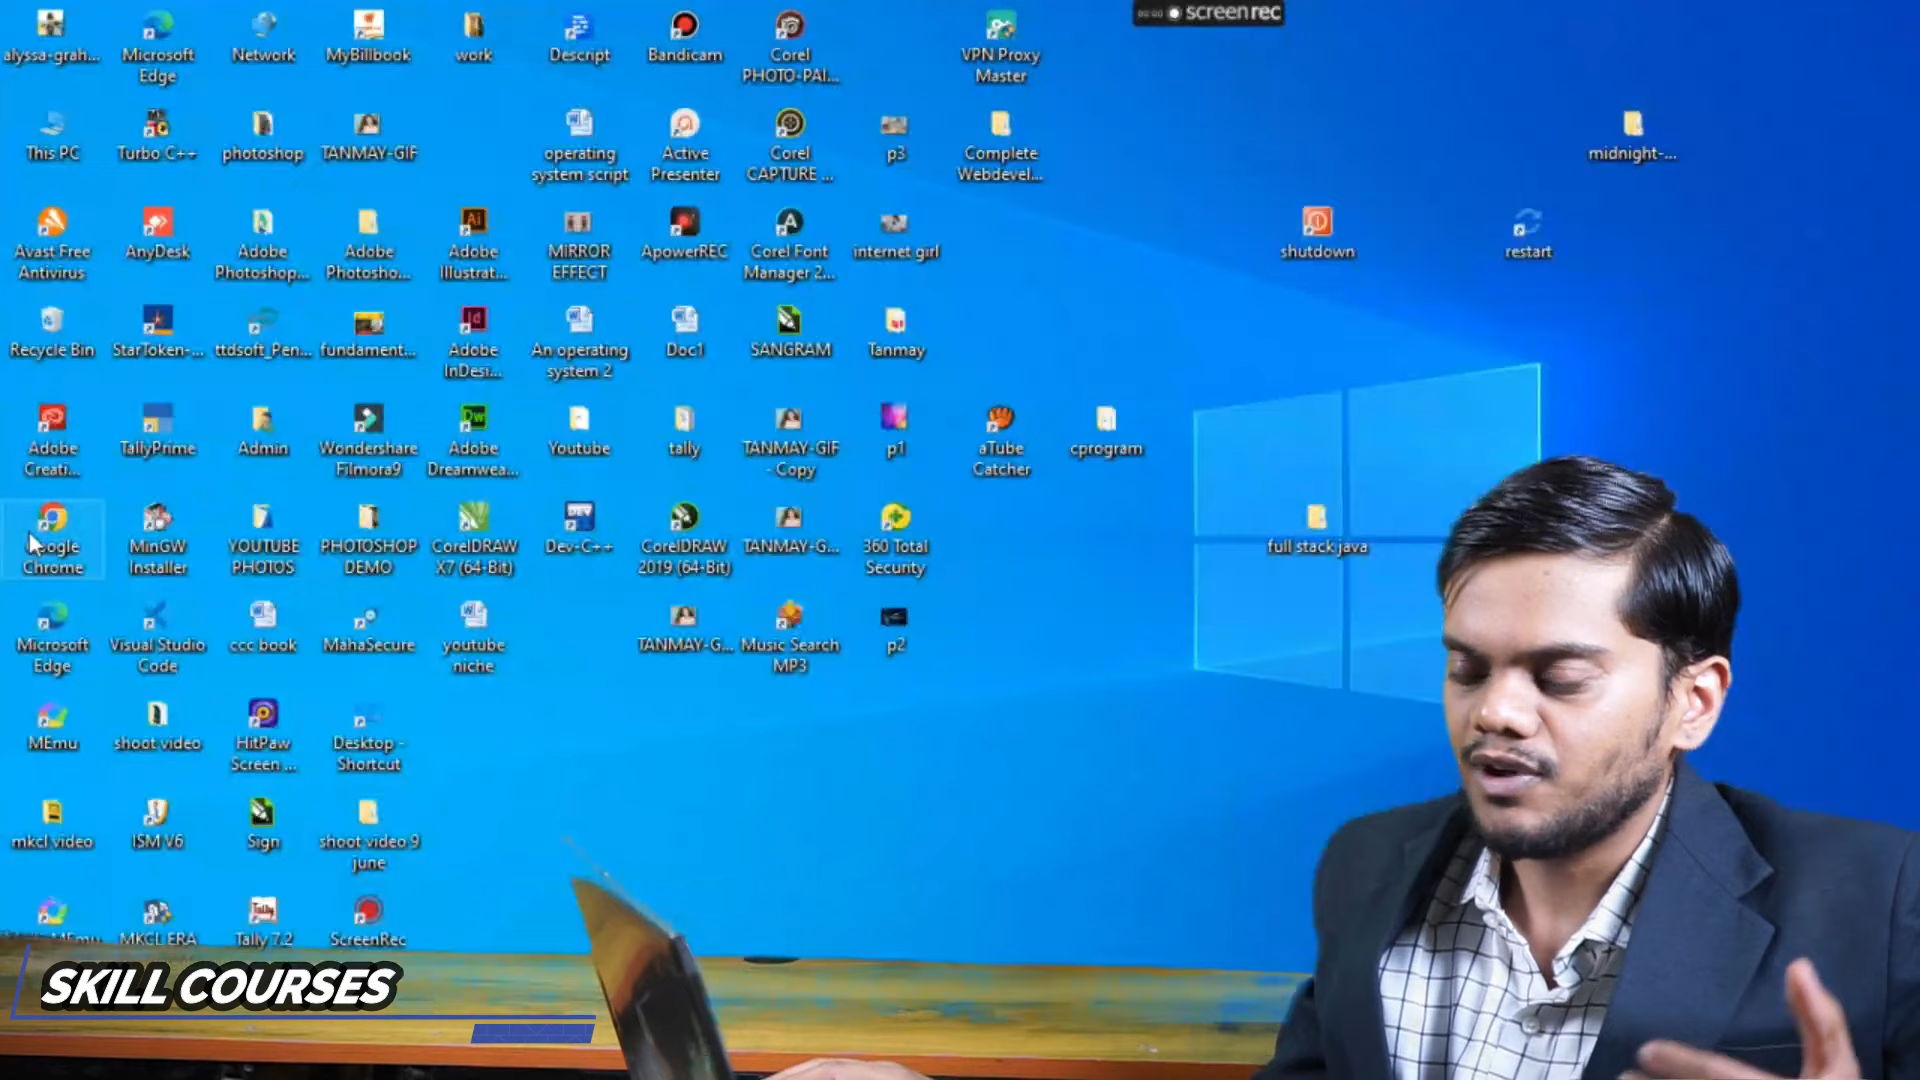 00:00 screenrec
alyssa-grah...
Microsoft
Edge
Network
MyBillbook
work
Descript
Bandicam
Corel
PHOTO-PAI...
VPN Proxy
Master
This PC
Turbo C++
photoshop
TANMAY-GIF
operating
system script
Active
Presenter
Corel
CAPTURE ...
p3
Complete
Webdevel...
midnight-...
Avast Free
Antivirus
AnyDesk
Adobe
Photoshop...
Adobe
Photosho...
Adobe
Illustrat...
MIRROR
EFFECT
ApowerREC
Corel Font
Manager 2...
internet girl
shutdown
restart
Recycle Bin
StarToken-...
ttdsoft_Pen...
fundament...
Adobe
InDesi...
An operating
system 2
Doc1
SANGRAM
Tanmay
Adobe
Creati...
TallyPrime
Admin
Wondershare
Filmora9
Adobe
Dreamwea...
Youtube
tally
TANMAY-GIF
- Copy
p1
aTube
Catcher
cprogram
Google
Chrome
MinGW
Installer
YOUTUBE
PHOTOS
PHOTOSHOP
DEMO
CorelDRAW
X7 (64-Bit)
Dev-C++
CorelDRAW
2019 (64-Bit)
TANMAY-G...
360 Total
Security
full stack java
Microsoft
Edge
Visual Studio
Code
ccc book
MahaSecure
youtube
niche
TANMAY-G...
Music Search
MP3
p2
MEmu
shoot video
HitPaw
Screen ...
Desktop -
Shortcut
mkcl video
ISM V6
Sign
shoot video 9
june
MKCL ERA
Tally 7.2
ScreenRec
SKILL COURSES